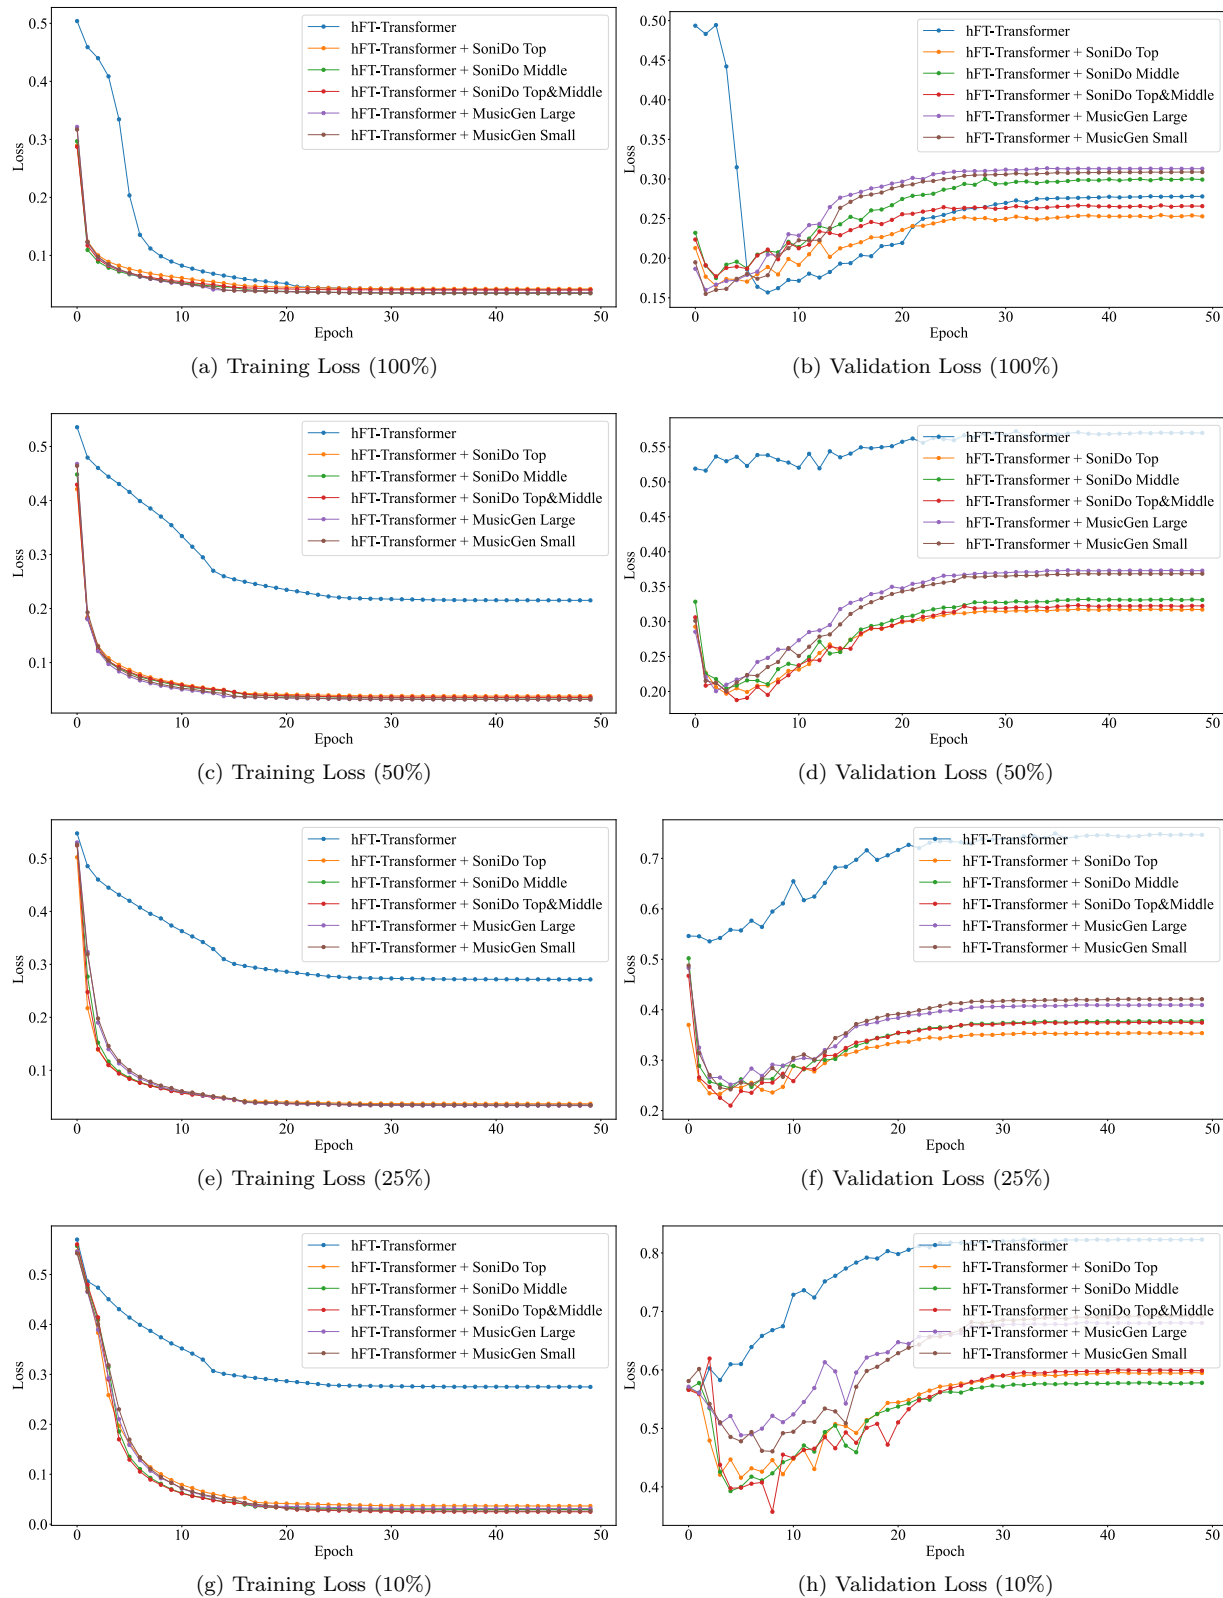 0.5
0.4
0.3
0.2
0.1
Loss
0 10 20 30 40 50
Epoch
hFT-Transformer
hFT-Transformer + SoniDo Top
hFT-Transformer + SoniDo Middle
hFT-Transformer + SoniDo Top&Middle
hFT-Transformer + MusicGen Large
hFT-Transformer + MusicGen Small
(a) Training Loss (100%)
0.50
0.45
0.40
0.35
0.30
0.25
0.20
0.15
Loss
0 10 20 30 40 50
Epoch
hFT-Transformer
hFT-Transformer + SoniDo Top
hFT-Transformer + SoniDo Middle
hFT-Transformer + SoniDo Top&Middle
hFT-Transformer + MusicGen Large
hFT-Transformer + MusicGen Small
(b) Validation Loss (100%)
0.5
0.4
0.3
0.2
0.1
Loss
0 10 20 30 40 50
Epoch
hFT-Transformer
hFT-Transformer + SoniDo Top
hFT-Transformer + SoniDo Middle
hFT-Transformer + SoniDo Top&Middle
hFT-Transformer + MusicGen Large
hFT-Transformer + MusicGen Small
(c) Training Loss (50%)
0.55
0.50
0.45
0.40
0.35
0.30
0.25
0.20
Loss
0 10 20 30 40 50
Epoch
hFT-Transformer
hFT-Transformer + SoniDo Top
hFT-Transformer + SoniDo Middle
hFT-Transformer + SoniDo Top&Middle
hFT-Transformer + MusicGen Large
hFT-Transformer + MusicGen Small
(d) Validation Loss (50%)
0.5
0.4
0.3
0.2
0.1
Loss
0 10 20 30 40 50
Epoch
hFT-Transformer
hFT-Transformer + SoniDo Top
hFT-Transformer + SoniDo Middle
hFT-Transformer + SoniDo Top&Middle
hFT-Transformer + MusicGen Large
hFT-Transformer + MusicGen Small
(e) Training Loss (25%)
0.7
0.6
0.5
0.4
0.3
0.2
Loss
0 10 20 30 40 50
Epoch
hFT-Transformer
hFT-Transformer + SoniDo Top
hFT-Transformer + SoniDo Middle
hFT-Transformer + SoniDo Top&Middle
hFT-Transformer + MusicGen Large
hFT-Transformer + MusicGen Small
(f) Validation Loss (25%)
0.5
0.4
0.3
0.2
0.1
0.0
Loss
0 10 20 30 40 50
Epoch
hFT-Transformer
hFT-Transformer + SoniDo Top
hFT-Transformer + SoniDo Middle
hFT-Transformer + SoniDo Top&Middle
hFT-Transformer + MusicGen Large
hFT-Transformer + MusicGen Small
(g) Training Loss (10%)
0.8
0.7
0.6
0.5
0.4
Loss
0 10 20 30 40 50
Epoch
hFT-Transformer
hFT-Transformer + SoniDo Top
hFT-Transformer + SoniDo Middle
hFT-Transformer + SoniDo Top&Middle
hFT-Transformer + MusicGen Large
hFT-Transformer + MusicGen Small
(h) Validation Loss (10%)